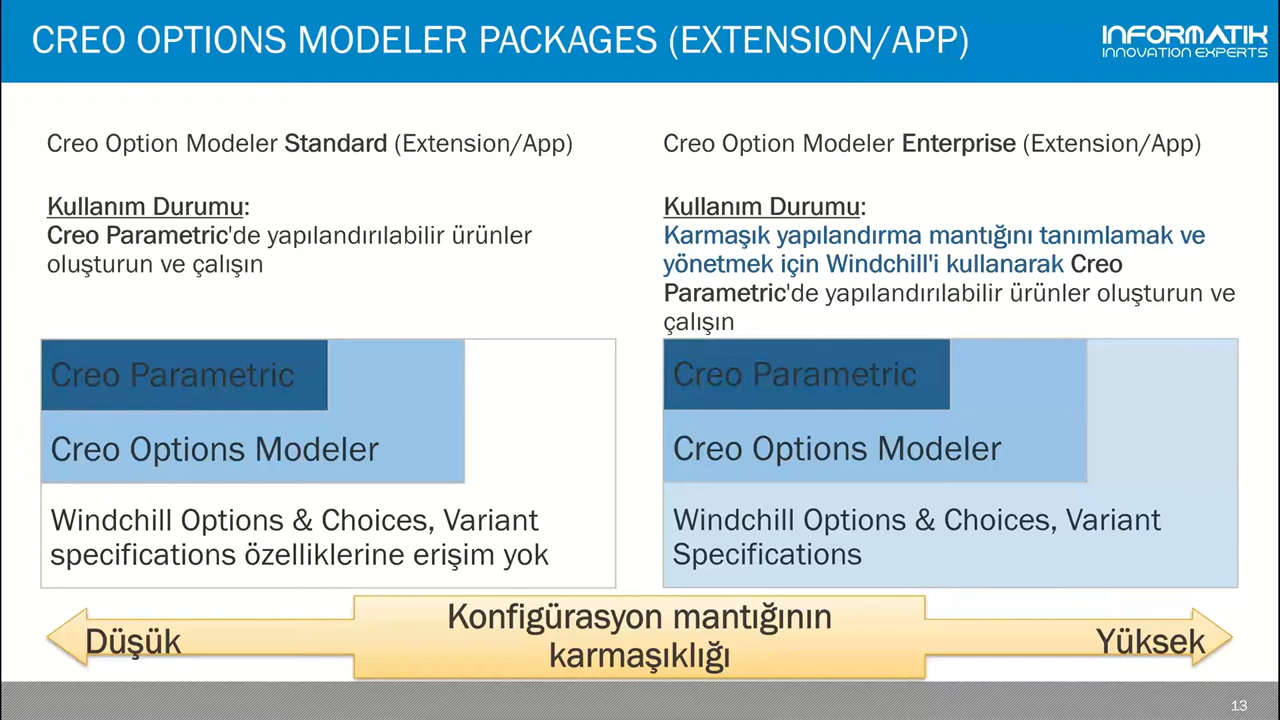 CREO OPTIONS MODELER PACKAGES (EXTENSION/APP)
INFORMATIK
INNOVATION EXPERTS
Creo Option Modeler Standard (Extension/App)
Kullanım Durumu:
Creo Parametric'de yapılandırılabilir ürünler
oluşturun ve çalışın
Creo Parametric
Creo Options Modeler
Windchill Options & Choices, Variant
specifications özelliklerine erişim yok
Creo Option Modeler Enterprise (Extension/App)
Kullanım Durumu:
Karmaşık yapılandırma mantığını tanımlamak ve
yönetmek için Windchill'i kullanarak Creo
Parametric'de yapılandırılabilir ürünler oluşturun ve
çalışın
Creo Parametric
Creo Options Modeler
Windchill Options & Choices, Variant
Specifications
Düşük
Konfigürasyon mantığının
karmaşıklığı
Yüksek
13